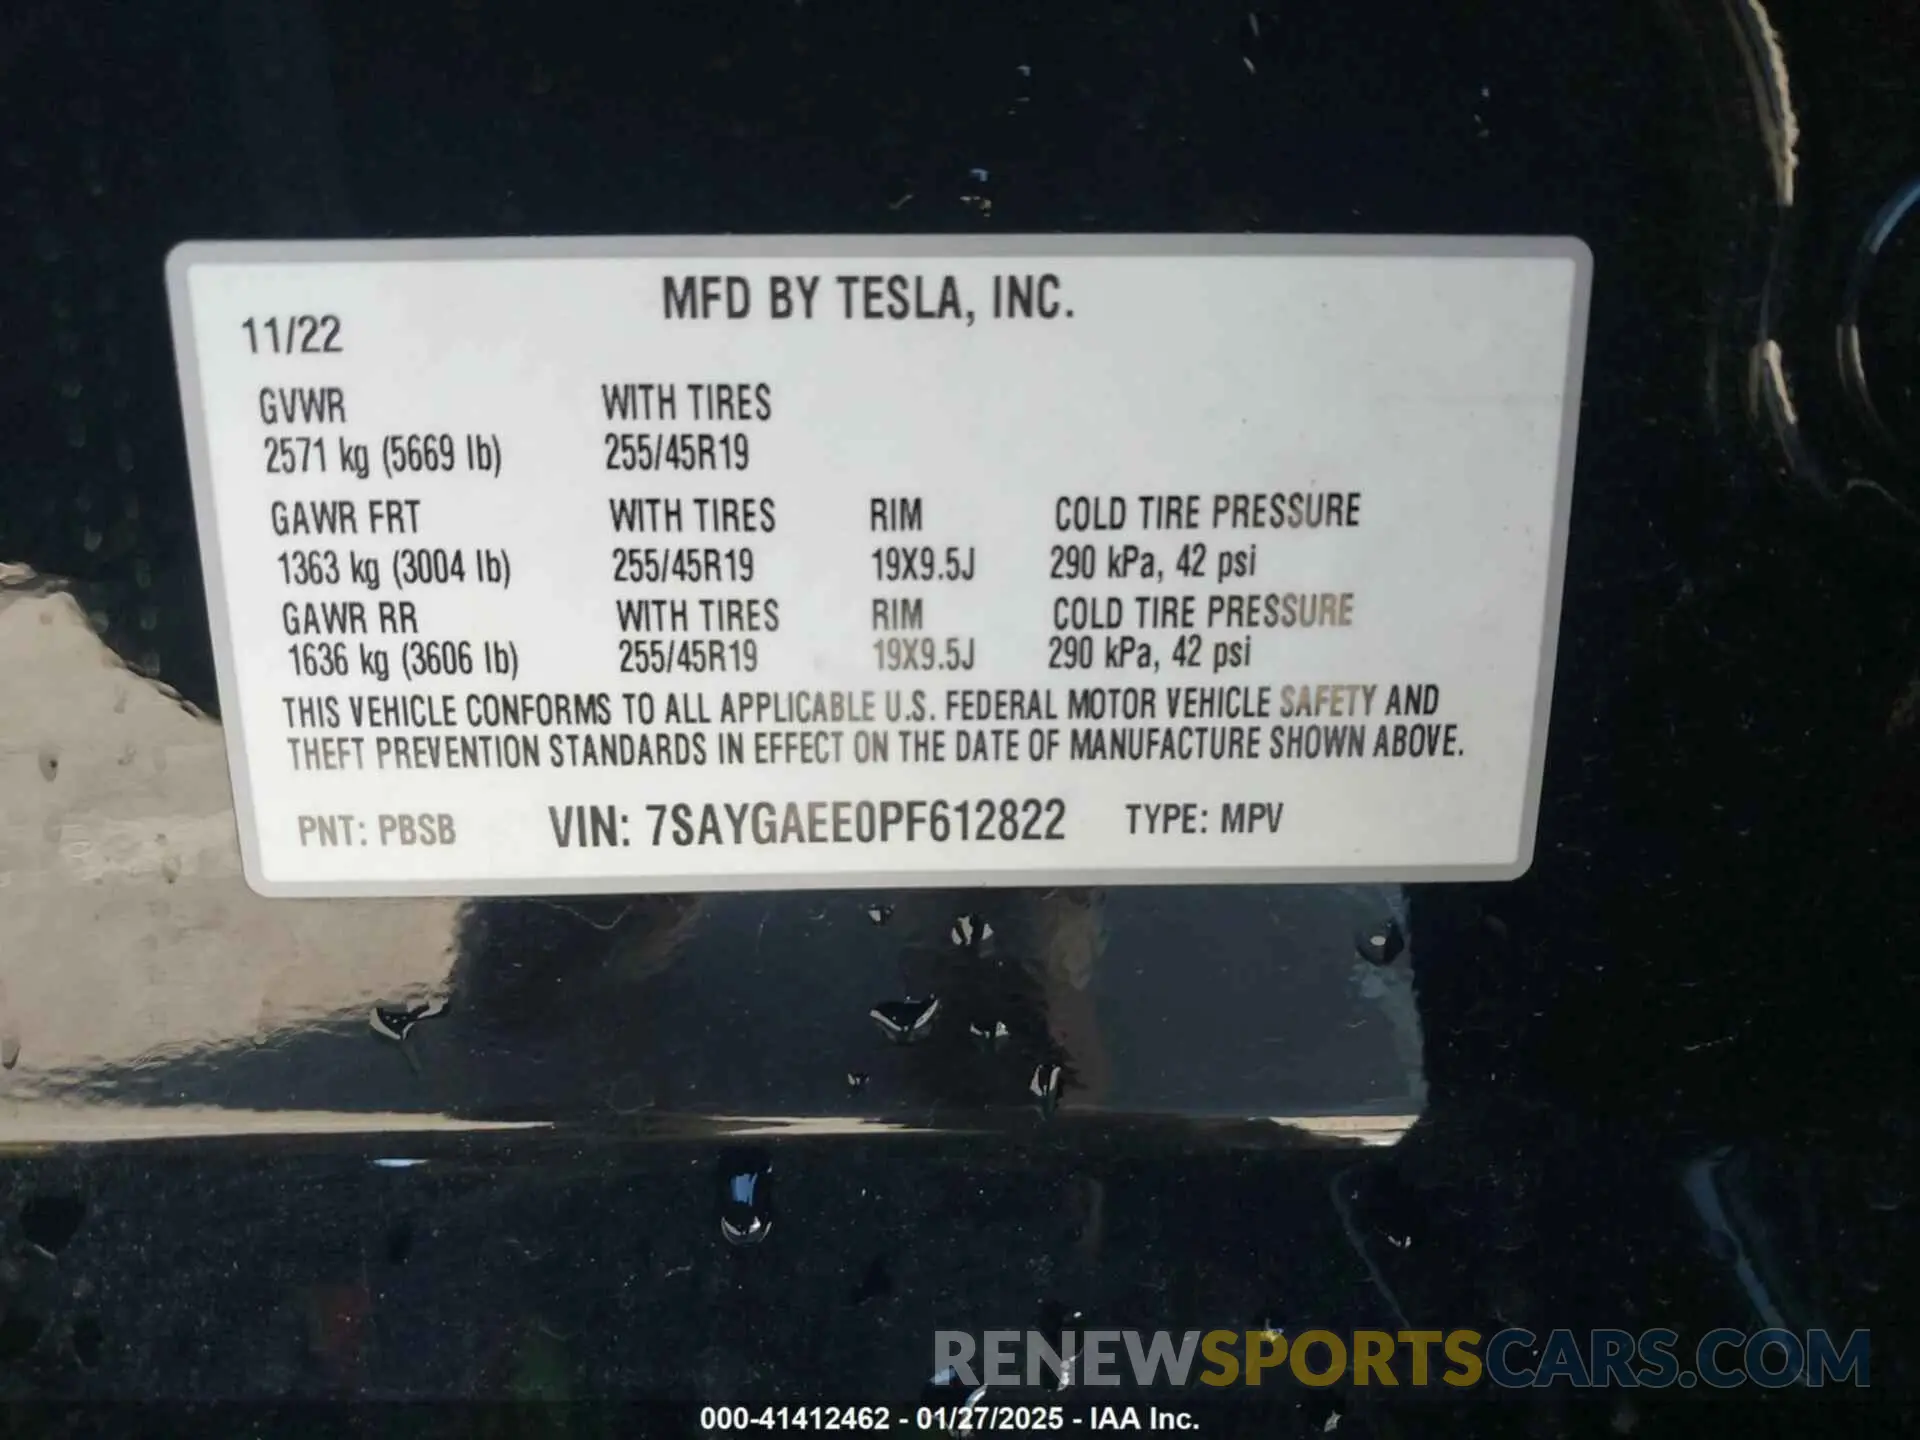 MFD BY TESLA, INC.
11/22
GVWR WITH TIRES
2571 kg (5669 lb) 255/45R19
GAWR FRT WITH TIRES RIM COLD TIRE PRESSURE
1363 kg (3004 lb) 255/45R19 19X9.5J 290 kPa, 42 psi
GAWR RR WITH TIRES RIM COLD TIRE PRESSURE
1636 kg (3606 lb) 255/45R19 19X9.5J 290 kPa, 42 psi
THIS VEHICLE CONFORMS TO ALL APPLICABLE U.S. FEDERAL MOTOR VEHICLE SAFETY AND
THEFT PREVENTION STANDARDS IN EFFECT ON THE DATE OF MANUFACTURE SHOWN ABOVE.
PNT: PBSB VIN: 7SAYGAEE0PF612822 TYPE: MPV
RENEWSPORTSCARS.COM
000-41412462 - 01/27/2025 - IAA Inc.